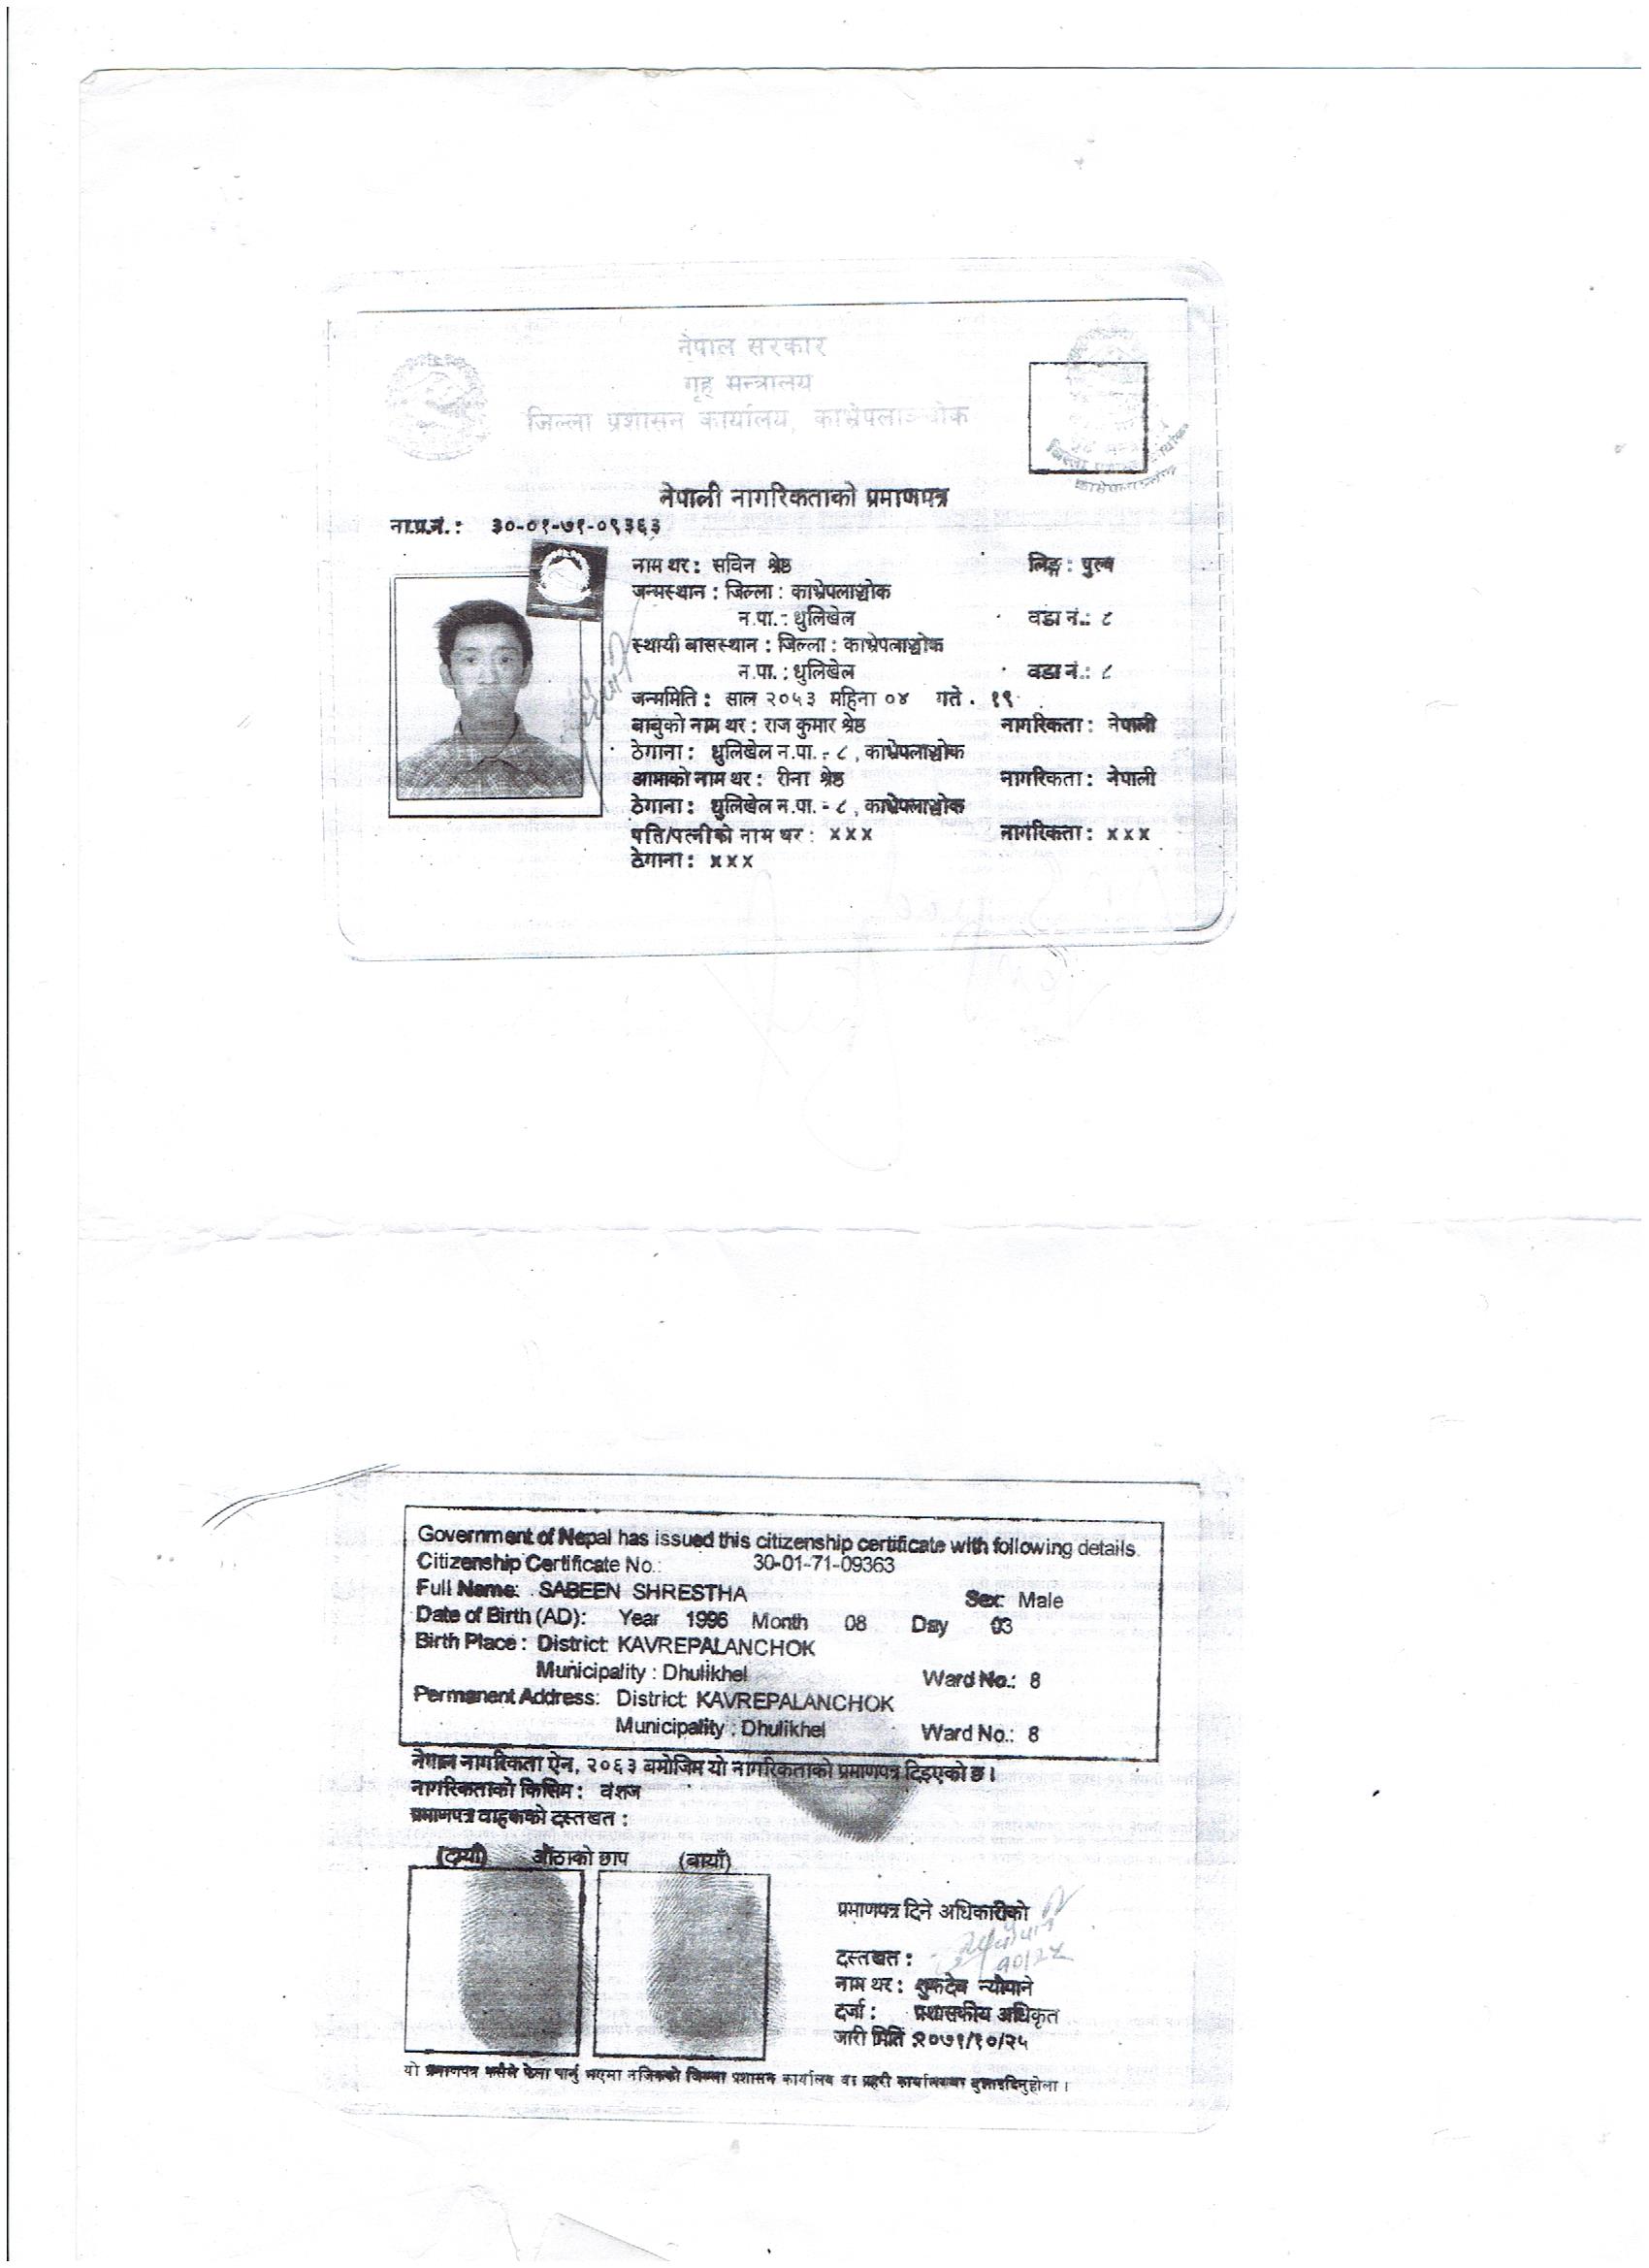 नेपाल सरकार
गृह मन्त्रालय
जिल्ला प्रशासन कार्यालय, काभ्रेपलाञ्चोक
नेपाली नागरिकताको प्रमाणपत्र
ना.प्र.नं. : ३०-०१-७१-०९३६३
नाम थर : सविन श्रेष्ठ लिङ्ग : पुरुष
जन्मस्थान : जिल्ला : काभ्रेपलाञ्चोक
न.पा. : धुलिखेल वडा नं.: ८
स्थायी बासस्थान : जिल्ला : काभ्रेपलाञ्चोक
न.पा. : धुलिखेल वडा नं.: ८
जन्ममिति : साल २०५३ महिना ०४ गते . १९
बाबुको नाम थर : राज कुमार श्रेष्ठ नागरिकता : नेपाली
ठेगाना : धुलिखेल न.पा. - ८ , काभ्रेपलाञ्चोक
आमाको नाम थर : रीना श्रेष्ठ नागरिकता : नेपाली
ठेगाना : धुलिखेल न.पा. - ८ , काभ्रेपलाञ्चोक
पति/पत्नीको नाम थर : x x x नागरिकता : x x x
ठेगाना : x x x
Government of Nepal has issued this citizenship certificate with following details.
Citizenship Certificate No.: 30-01-71-09363
Full Name: SABEEN SHRESTHA Sex: Male
Date of Birth (AD): Year 1996 Month 08 Day 03
Birth Place : District: KAVREPALANCHOK
Municipality : Dhulikhel Ward No.: 8
Permanent Address: District: KAVREPALANCHOK
Municipality : Dhulikhel Ward No.: 8
नेपाल नागरिकता ऐन, २०६३ बमोजिम यो नागरिकताको प्रमाणपत्र दिइएको छ।
नागरिकताको किसिम : वंशज
प्रमाणपत्र वाहकको दस्तखत :
(दायाँ) औंठाको छाप (बायाँ)
प्रमाणपत्र दिने अधिकारीको
दस्तखत :
नाम थर : शुकदेव न्यौपाने
दर्जा : प्रशासकीय अधिकृत
जारी मिति :२०७१/१०/२५
यो प्रमाणपत्र कसैले फेला पार्नु भएमा नजिकको जिल्ला प्रशासन कार्यालय वा प्रहरी कार्यालयमा बुझाइदिनुहोला ।